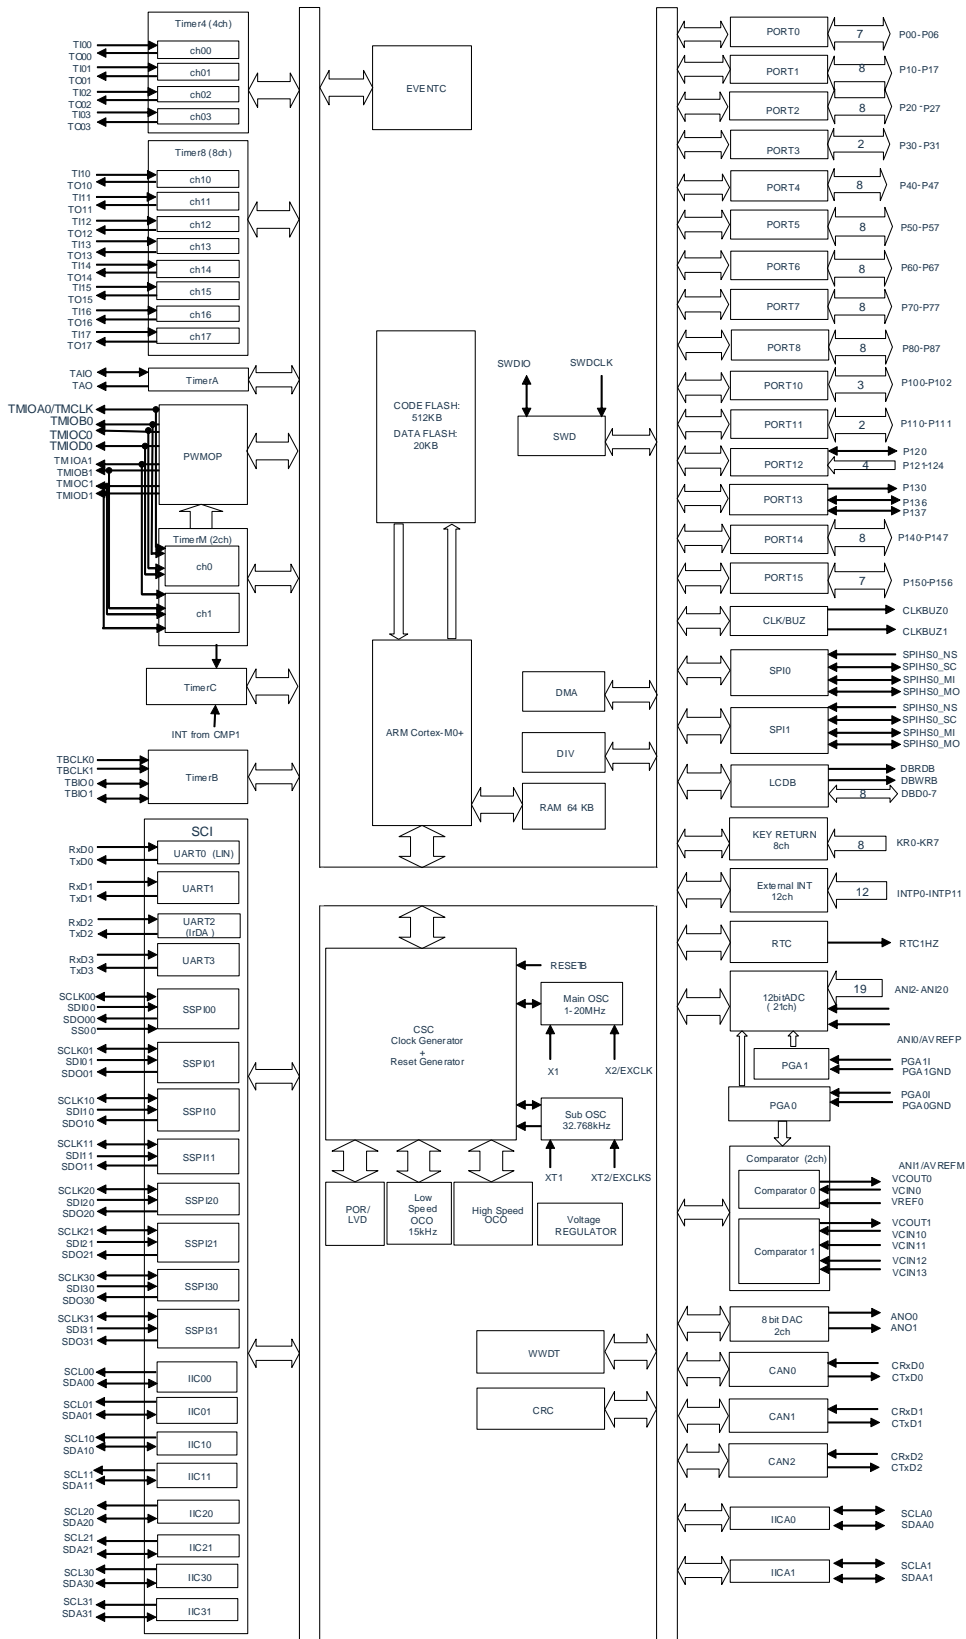 Timer4 (4ch)
TI00
TO00
ch00
TI01
TO01
ch01
TI02
TO02
ch02
TI03
TO03
ch03
Timer8 (8ch)
TI10
TO10
ch10
TI11
TO11
ch11
TI12
TO12
ch12
TI13
TO13
ch13
TI14
TO14
ch14
TI15
TO15
ch15
TI16
TO16
ch16
TI17
TO17
ch17
TAIO
TAO
TimerA
TMIOA0/TMCLK
TMIOB0
TMIOC0
TMIOD0
TMIOA1
TMIOB1
TMIOC1
TMIOD1
PWMOP
TimerM (2ch)
ch0
ch1
TimerC
INT from CMP1
TBCLK0
TBCLK1
TBIO0
TBIO1
TimerB
SCI
RxD0
TxD0
UART0 (LIN)
RxD1
TxD1
UART1
RxD2
TxD2
UART2
(IrDA )
RxD3
TxD3
UART3
SCLK00
SDI00
SDO00
SS00
SSPI00
SCLK01
SDI01
SDO01
SSPI01
SCLK10
SDI10
SDO10
SSPI10
SCLK11
SDI11
SDO11
SSPI11
SCLK20
SDI20
SDO20
SSPI20
SCLK21
SDI21
SDO21
SSPI21
SCLK30
SDI30
SDO30
SSPI30
SCLK31
SDI31
SDO31
SSPI31
SCL00
SDA00
IIC00
SCL01
SDA01
IIC01
SCL10
SDA10
IIC10
SCL11
SDA11
IIC11
SCL20
SDA20
IIC20
SCL21
SDA21
IIC21
SCL30
SDA30
IIC30
SCL31
SDA31
IIC31
EVENTC
CODE FLASH:
512KB
DATA FLASH:
20KB
SWDIO
SWDCLK
SWD
ARM Cortex-M0+
DMA
DIV
RAM 64 KB
CSC
Clock Generator
+
Reset Generator
RESETB
Main OSC
1-20MHz
X1
X2/EXCLK
Sub OSC
32.768kHz
XT1
XT2/EXCLKS
POR/
LVD
Low
Speed
OCO
15kHz
High Speed
OCO
Voltage
REGULATOR
WWDT
CRC
PORT0
7
P00-P06
PORT1
8
P10-P17
PORT2
8
P20-P27
PORT3
2
P30-P31
PORT4
8
P40-P47
PORT5
8
P50-P57
PORT6
8
P60-P67
PORT7
8
P70-P77
PORT8
8
P80-P87
PORT10
3
P100-P102
PORT11
2
P110-P111
PORT12
P120
4
P121-124
PORT13
P130
P136
P137
PORT14
8
P140-P147
PORT15
7
P150-P156
CLK/BUZ
CLKBUZ0
CLKBUZ1
SPI0
SPIHS0_NS
SPIHS0_SC
SPIHS0_MI
SPIHS0_MO
SPI1
SPIHS0_NS
SPIHS0_SC
SPIHS0_MI
SPIHS0_MO
LCDB
DBRDB
DBWRB
8
DBD0-7
KEY RETURN
8ch
8
KR0-KR7
External INT
12ch
12
INTP0-INTP11
RTC
RTC1HZ
12bitADC
( 21ch)
19
ANI2-ANI20
ANI0/AVREFP
PGA1
PGA1I
PGA1GND
PGA0
PGA0I
PGA0GND
Comparator (2ch)
ANI1/AVREFM
Comparator 0
VCOUT0
VCIN0
VREF0
Comparator 1
VCOUT1
VCIN10
VCIN11
VCIN12
VCIN13
8 bit DAC
2ch
ANO0
ANO1
CAN0
CRxD0
CTxD0
CAN1
CRxD1
CTxD1
CAN2
CRxD2
CTxD2
IICA0
SCLA0
SDAA0
IICA1
SCLA1
SDAA1